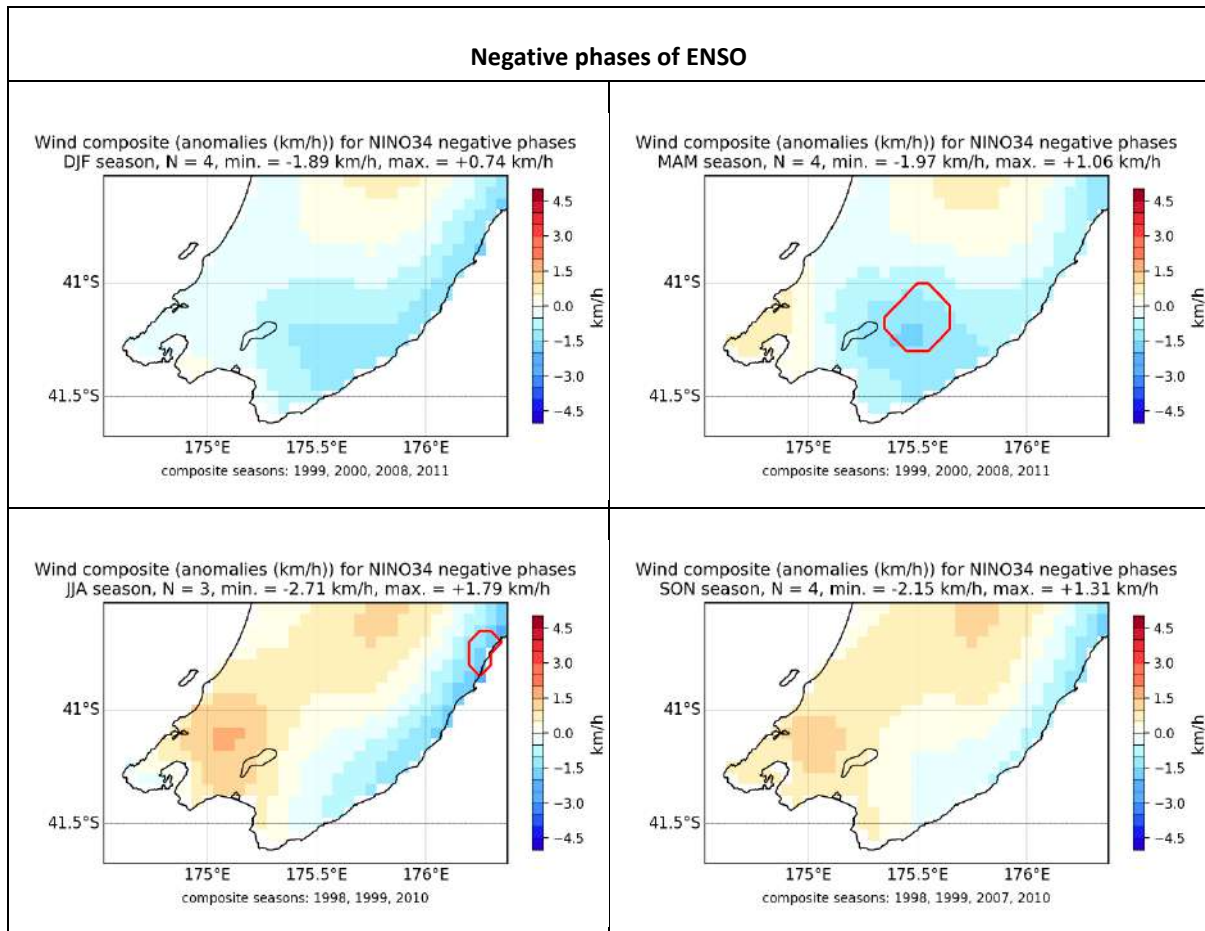 Negative phases of ENSO
Wind composite (anomalies (km/h)) for NINO34 negative phases
DJF season, N = 4, min. = -1.89 km/h, max. = +0.74 km/h
4.5
3.0
1.5
0.0
−1.5
−3.0
−4.5
km/h
41°S
41.5°S
175°E 175.5°E 176°E
composite seasons: 1999, 2000, 2008, 2011
Wind composite (anomalies (km/h)) for NINO34 negative phases
MAM season, N = 4, min. = -1.97 km/h, max. = +1.06 km/h
4.5
3.0
1.5
0.0
−1.5
−3.0
−4.5
km/h
41°S
41.5°S
175°E 175.5°E 176°E
composite seasons: 1999, 2000, 2008, 2011
Wind composite (anomalies (km/h)) for NINO34 negative phases
JJA season, N = 3, min. = -2.71 km/h, max. = +1.79 km/h
4.5
3.0
1.5
0.0
−1.5
−3.0
−4.5
km/h
41°S
41.5°S
175°E 175.5°E 176°E
composite seasons: 1998, 1999, 2010
Wind composite (anomalies (km/h)) for NINO34 negative phases
SON season, N = 4, min. = -2.15 km/h, max. = +1.31 km/h
4.5
3.0
1.5
0.0
−1.5
−3.0
−4.5
km/h
41°S
41.5°S
175°E 175.5°E 176°E
composite seasons: 1998, 1999, 2007, 2010